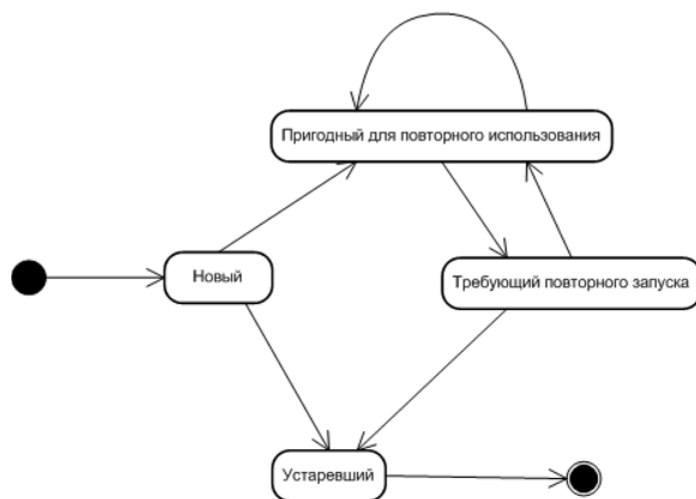 Пригодный для повторного использования
Новый
Требующий повторного запуска
Устаревший